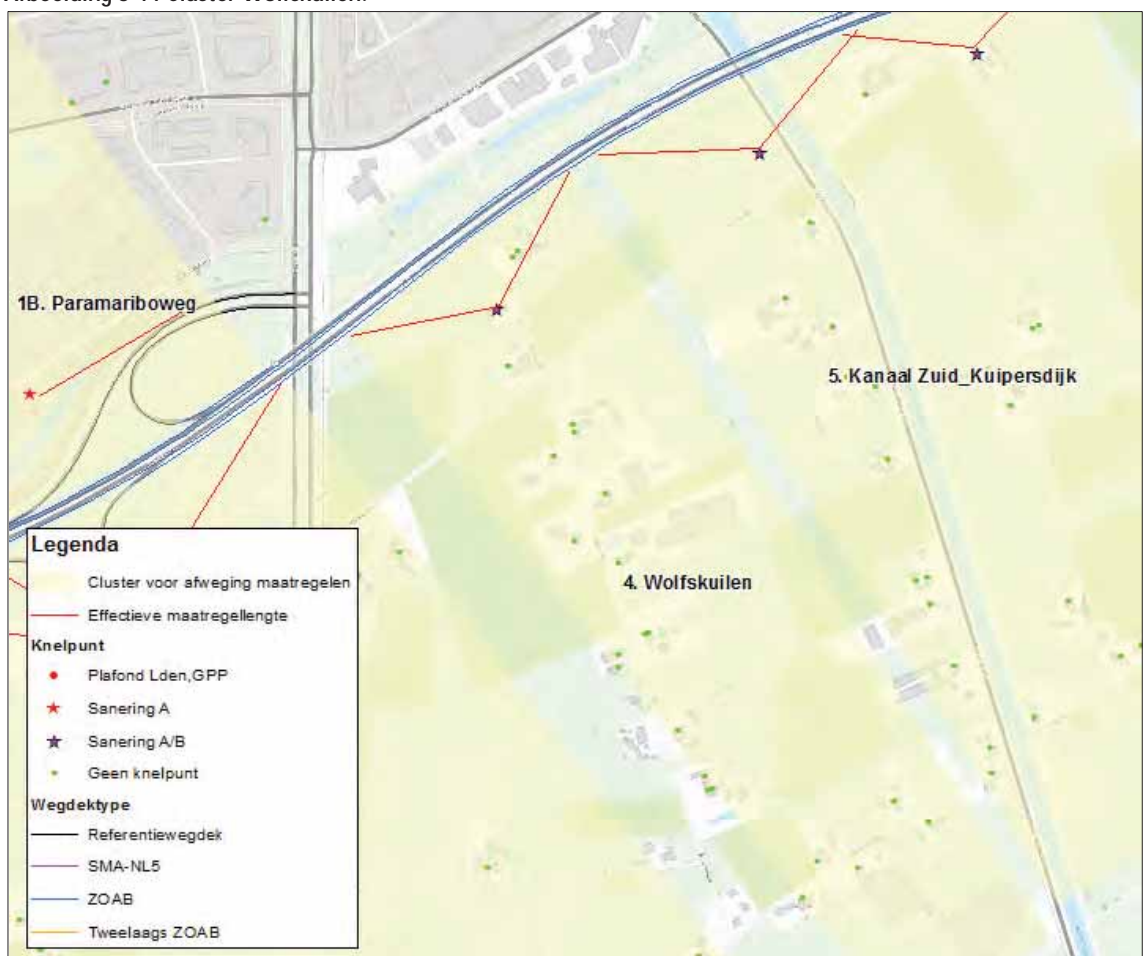 1B. Paramariboweg
5. Kanaal Zuid_Kuipersdijk
4. Wolfskuilen
Legenda
Cluster voor afweging maatregelen
Effectieve maatregellengte
Knelpunt
Plafond Lden,GPP
Sanering A
Sanering A/B
Geen knelpunt
Wegdektype
Referentiewegdek
SMA-NL5
ZOAB
Tweelaags ZOAB